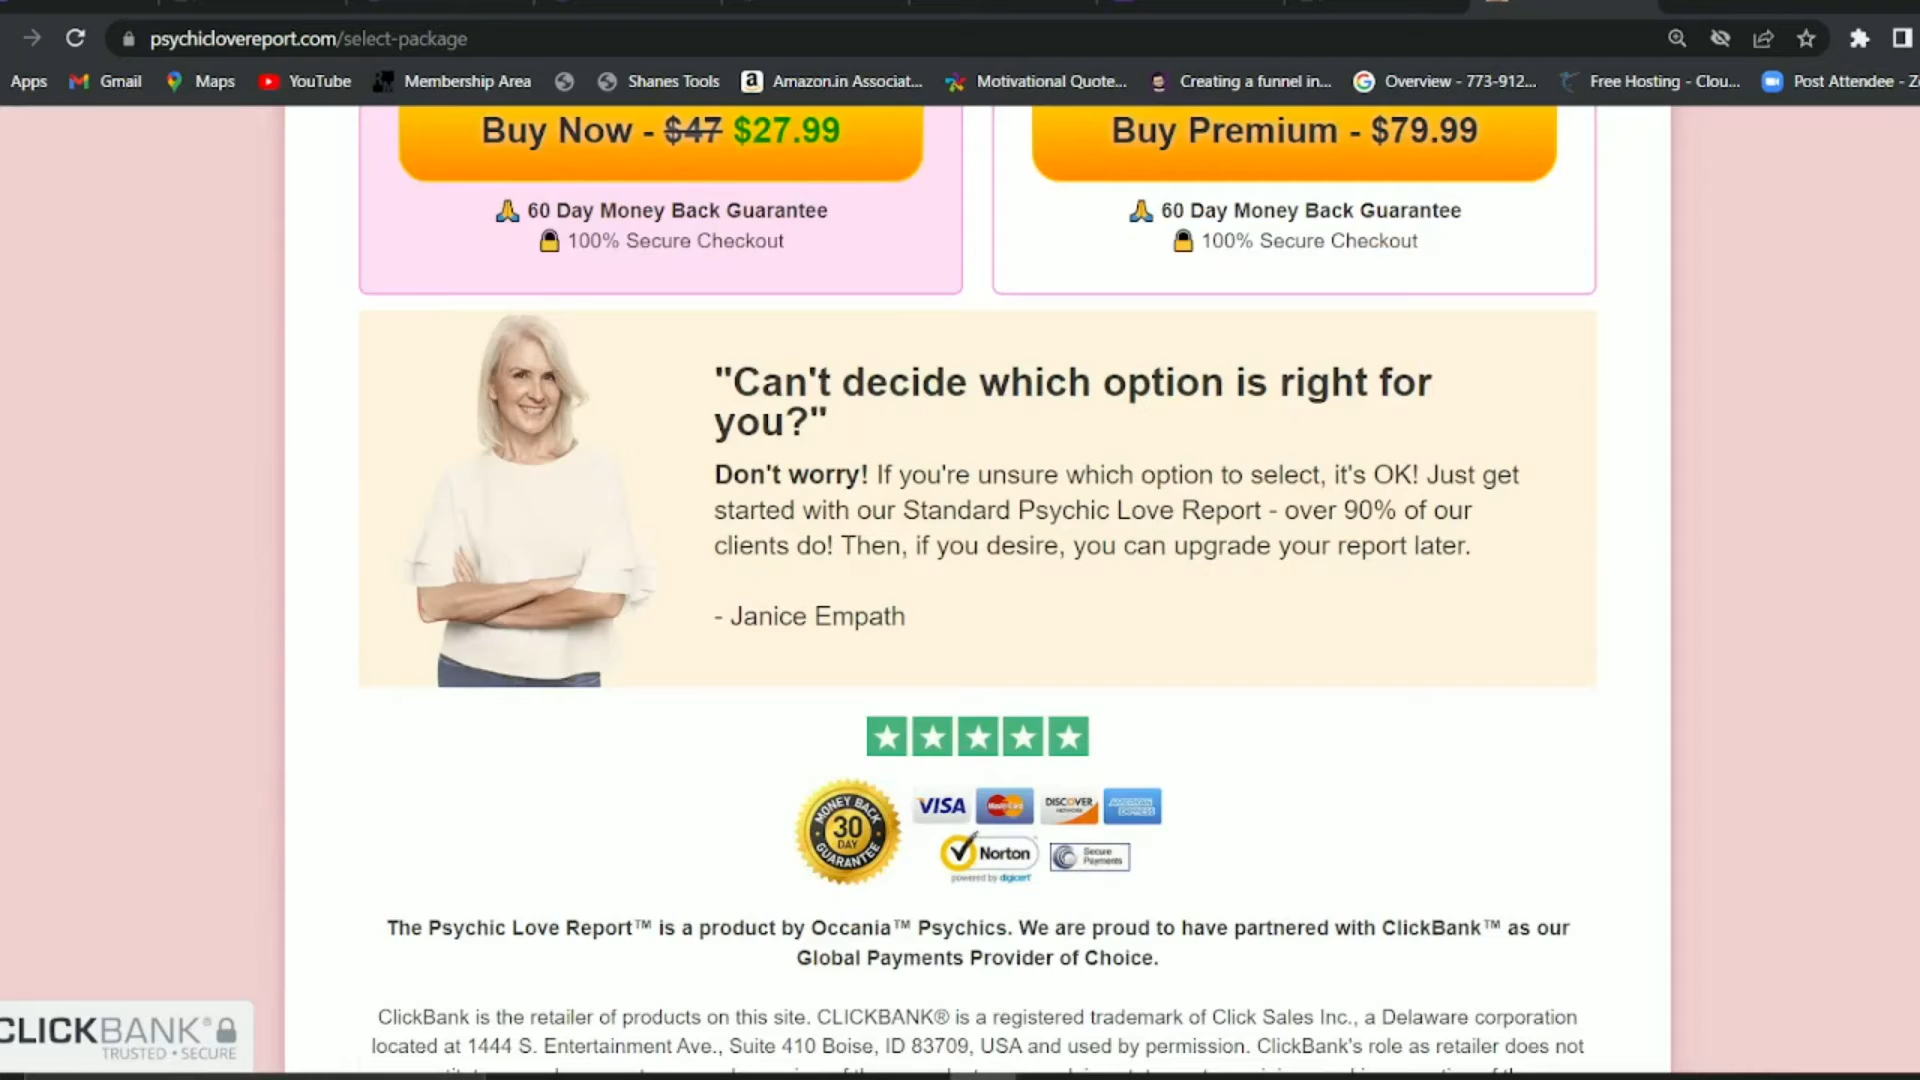 psychiclovereport.com/select-package
Apps Gmail Maps YouTube Membership Area Shanes Tools Amazon.in Associat... Motivational Quote... Creating a funnel in... Overview - 773-912... Free Hosting - Clou... Post Attendee - Z
Buy Now - $47 $27.99
60 Day Money Back Guarantee
100% Secure Checkout
Buy Premium - $79.99
60 Day Money Back Guarantee
100% Secure Checkout
"Can't decide which option is right for
you?"
Don't worry! If you're unsure which option to select, it's OK! Just get
started with our Standard Psychic Love Report - over 90% of our
clients do! Then, if you desire, you can upgrade your report later.
- Janice Empath
MONEY BACK
30
DAY
GUARANTEE
VISA MasterCard DISCOVER NETWORK AMERICAN EXPRESS
Norton
powered by digicert
Secure
Payments
The Psychic Love Report™ is a product by Occania™ Psychics. We are proud to have partnered with ClickBank™ as our
Global Payments Provider of Choice.
ClickBank is the retailer of products on this site. CLICKBANK® is a registered trademark of Click Sales Inc., a Delaware corporation
located at 1444 S. Entertainment Ave., Suite 410 Boise, ID 83709, USA and used by permission. ClickBank's role as retailer does not
CLICKBANK®
TRUSTED • SECURE